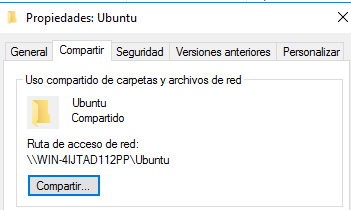 Propiedades: Ubuntu
General Compartir Seguridad Versiones anteriores Personalizar
Uso compartido de carpetas y archivos de red
Ubuntu
Compartido
Ruta de acceso de red:
\\WIN-4IJTAD112PP\Ubuntu
Compartir...